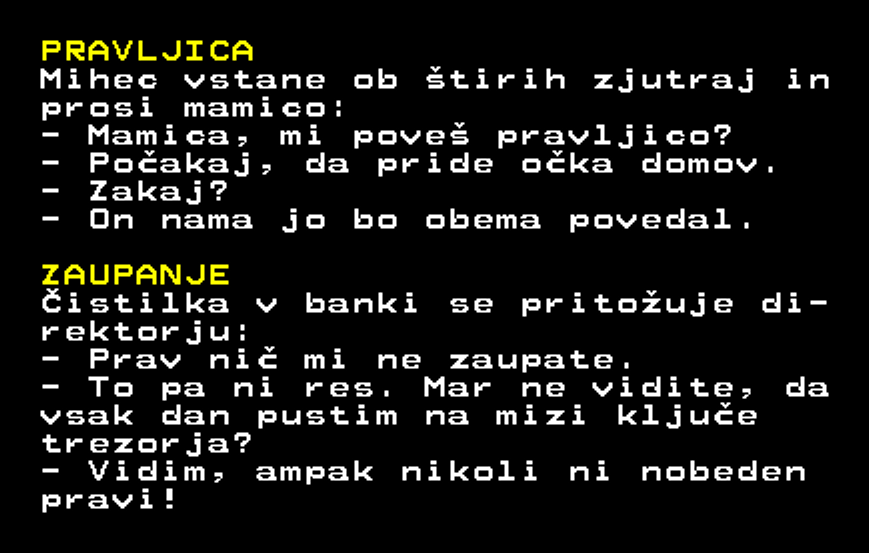 PRAVLJICA
Mihec vstane ob štirih zjutraj in
prosi mamico:
- Mamica, mi poveš pravljico?
- Počakaj, da pride očka domov.
- Zakaj?
- On nama jo bo obema povedal.
ZAUPANJE
Čistilka v banki se pritožuje di-
rektorju:
- Prav nič mi ne zaupate.
- To pa ni res. Mar ne vidite, da
vsak dan pustim na mizi ključe
trezorja?
- Vidim, ampak nikoli ni nobeden
pravi!